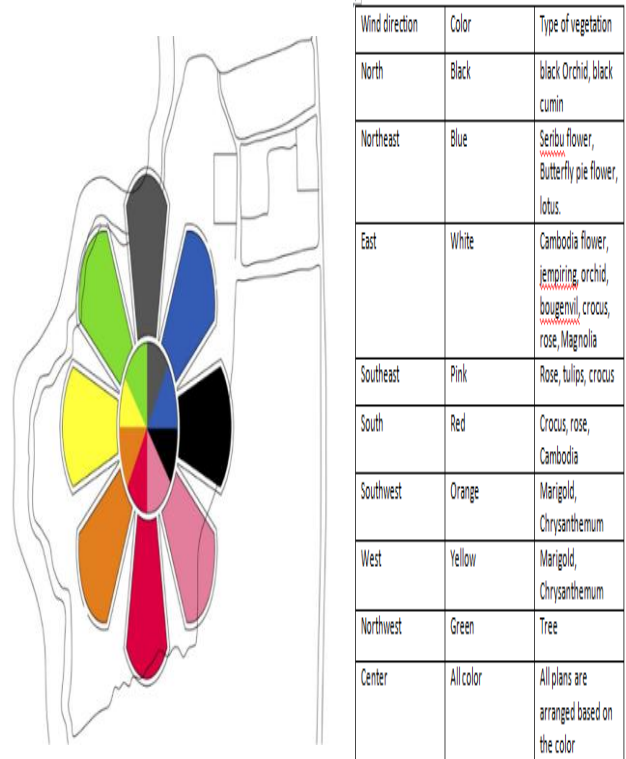 Wind direction Color Type of vegetation
North Black black Orchid, black
cumin
Northeast Blue Seribu flower,
Butterfly pie flower,
lotus.
East White Cambodia flower,
jempiring, orchid,
bougenvil, crocus,
rose, Magnolia
Southeast Pink Rose, tulips, crocus
South Red Crocus, rose,
Cambodia
Southwest Orange Marigold,
Chrysanthemum
West Yellow Marigold,
Chrysanthemum
Northwest Green Tree
Center All color All plans are
arranged based on
the color